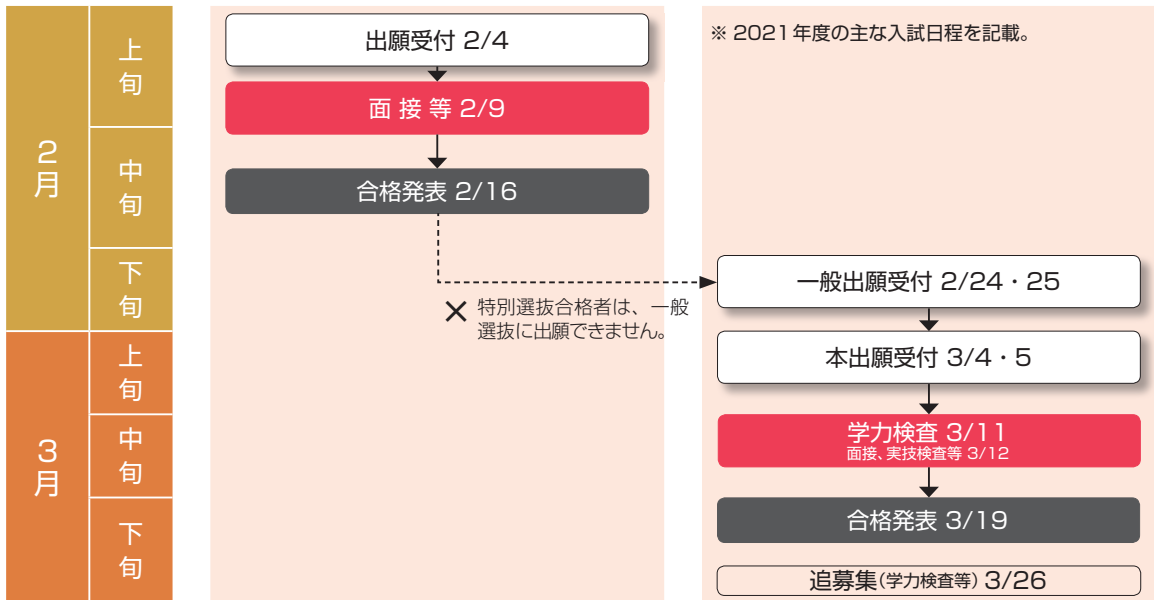 2月
上旬
中旬
下旬
3月
上旬
中旬
下旬
出願受付 2/4
面 接 等 2/9
合格発表 2/16
× 特別選抜合格者は、一般
選抜に出願できません。
※ 2021年度の主な入試日程を記載。
一般出願受付 2/24・25
本出願受付 3/4・5
学力検査 3/11
面接、実技検査等 3/12
合格発表 3/19
追募集(学力検査等) 3/26